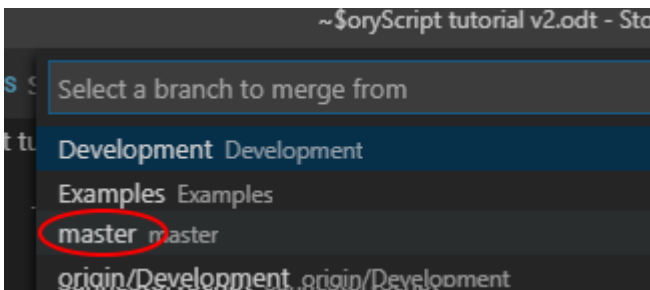 ~$oryScript tutorial v2.odt - Sto
S S
Select a branch to merge from
t tu
Development Development
Examples Examples
master master
origin/Development origin/Development